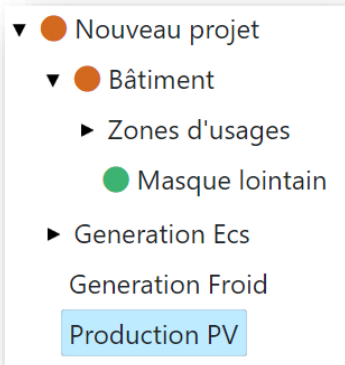 Nouveau projet
Bâtiment
Zones d'usages
Masque lointain
Generation Ecs
Generation Froid
Production PV